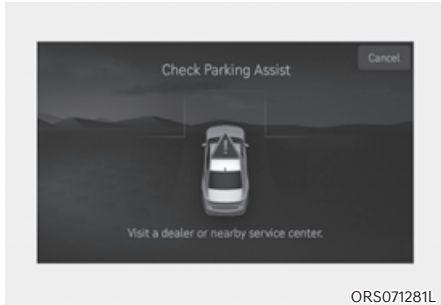 Cancel
Check Parking Assist
Visit a dealer or nearby service center.
ORS071281L